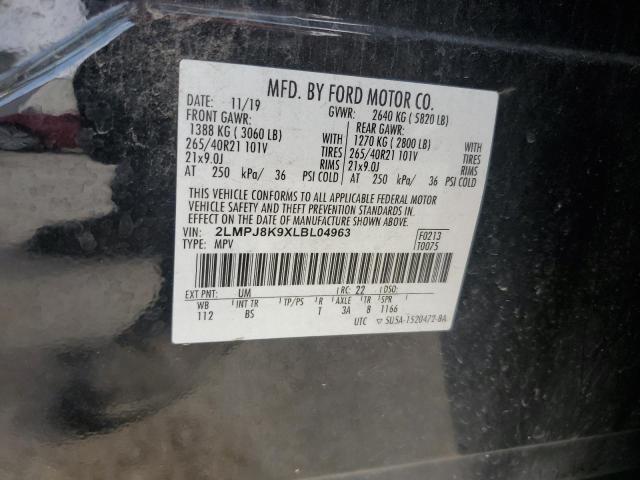 MFD. BY FORD MOTOR CO.
DATE: 11/19 GVWR: 2640 KG ( 5820 LB)
FRONT GAWR: REAR GAWR:
1388 KG ( 3060 LB) WITH 1270 KG ( 2800 LB) WITH
265/40R21 101V TIRES 265/40R21 101V TIRES
21x9.0J RIMS 21x9.0J RIMS
AT 250 kPa/ 36 PSI COLD AT 250 kPa/ 36 PSI COLD
THIS VEHICLE CONFORMS TO ALL APPLICABLE FEDERAL MOTOR
VEHICLE SAFETY AND THEFT PREVENTION STANDARDS IN
EFFECT ON THE DATE OF MANUFACTURE SHOWN ABOVE.
VIN: 2LMPJ8K9XLBL04963 F0213
TYPE: MPV T0075
EXT PNT: UM RC: 22 DSO:
WB INT TR TP/PS R AXLE TR SPR
112 BS 1 3A 8 1166
UTC ▽ 5U5A-1520472-BA